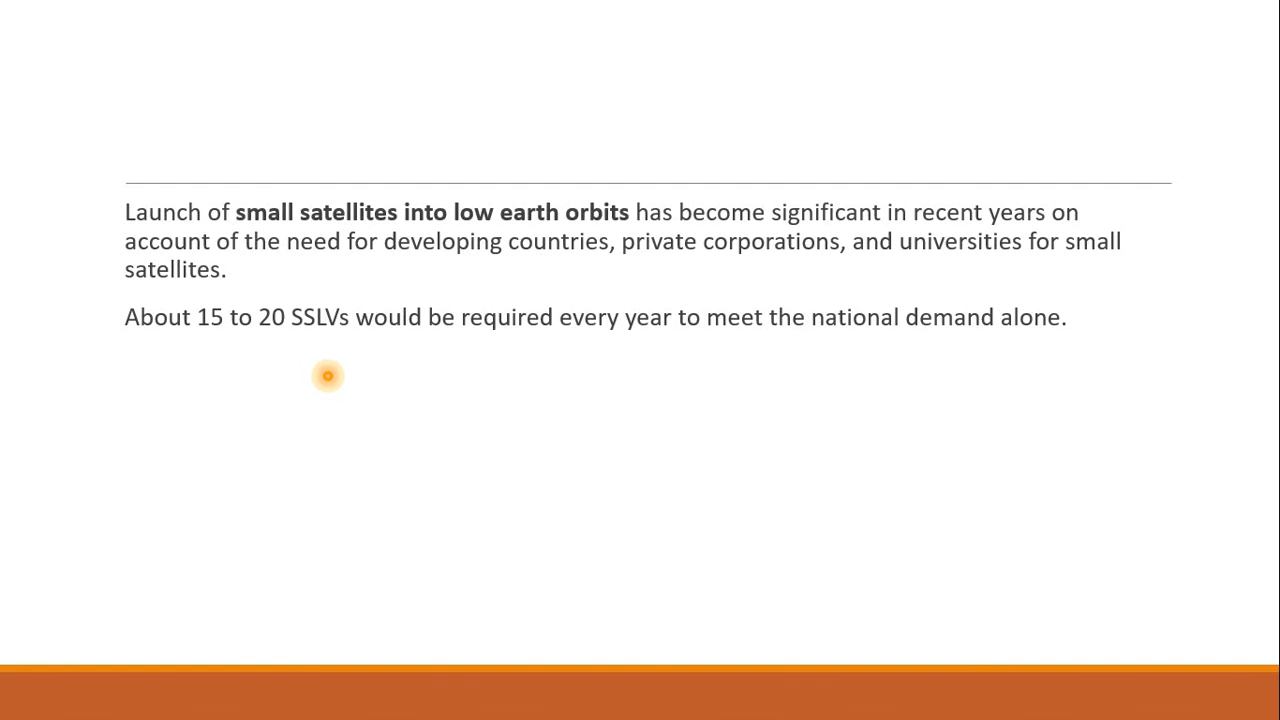 Launch of small satellites into low earth orbits has become significant in recent years on
account of the need for developing countries, private corporations, and universities for small
satellites.
About 15 to 20 SSLVs would be required every year to meet the national demand alone.